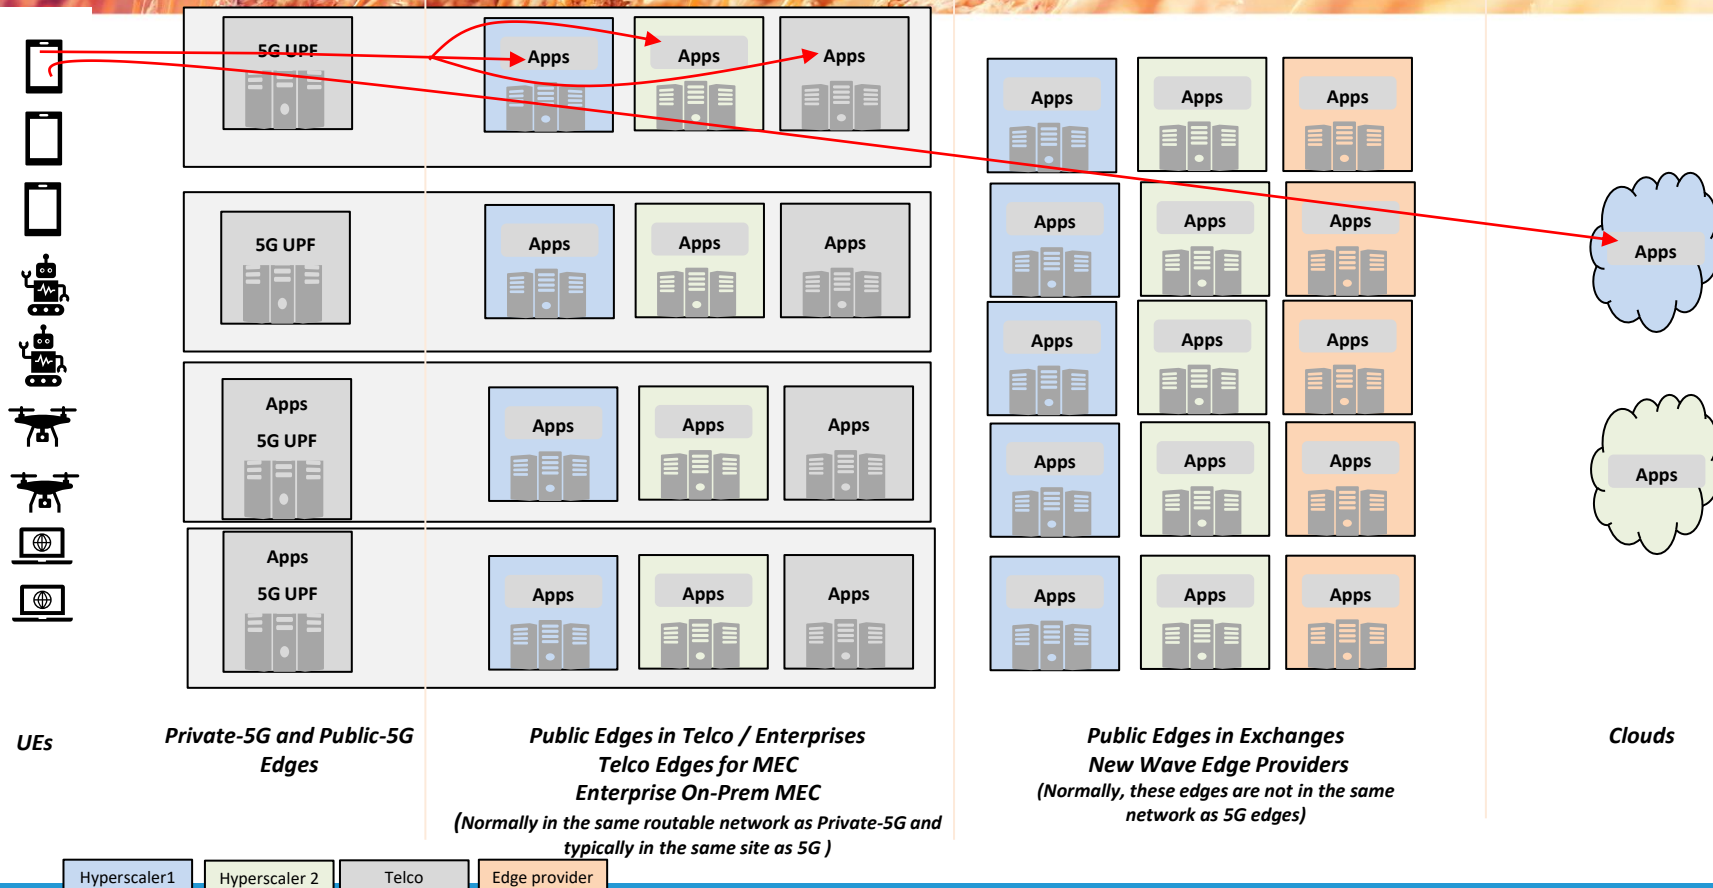 5G UPF
Apps
Apps
Apps
Apps
Apps
Apps
5G UPF
Apps
Apps
Apps
Apps
Apps
Apps
Apps
Apps
Apps
Apps
Apps
5G UPF
Apps
Apps
Apps
Apps
Apps
Apps
Apps
Apps
5G UPF
Apps
Apps
Apps
Apps
Apps
Apps
UEs
Private-5G and Public-5G
Edges
Public Edges in Telco / Enterprises
Telco Edges for MEC
Enterprise On-Prem MEC
(Normally in the same routable network as Private-5G and
typically in the same site as 5G )
Public Edges in Exchanges
New Wave Edge Providers
(Normally, these edges are not in the same
network as 5G edges)
Clouds
Hyperscaler1
Hyperscaler 2
Telco
Edge provider